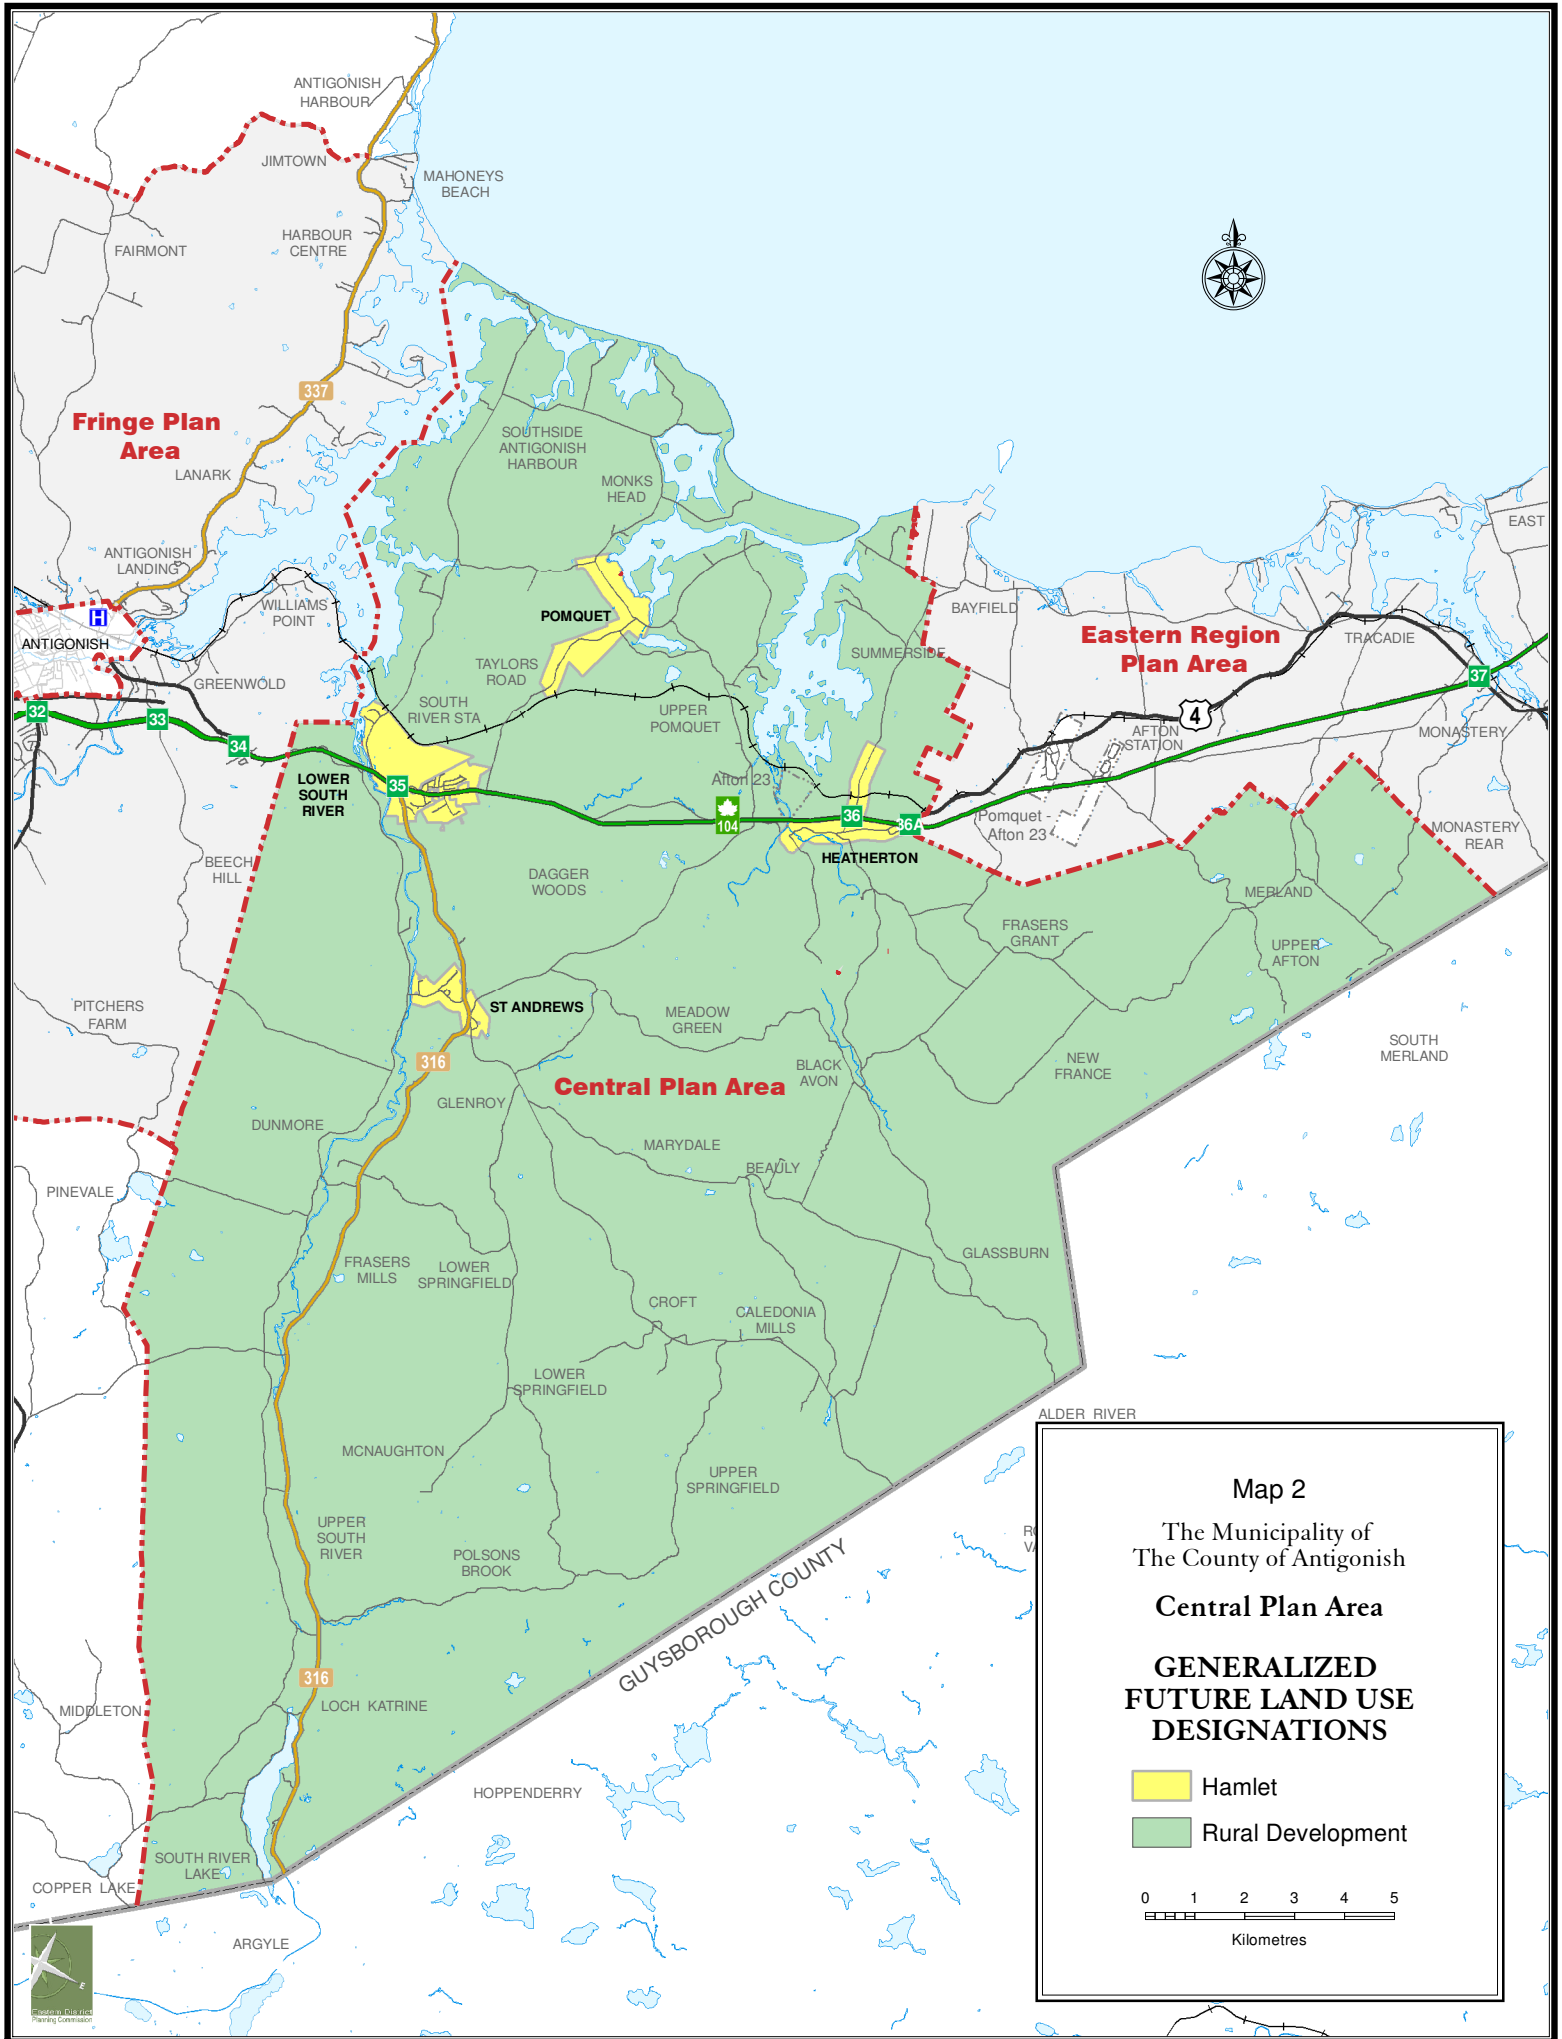 ANTIGONISH
HARBOUR
JIMTOWN
MAHONEYS
BEACH
FAIRMONT
HARBOUR
CENTRE
337
Fringe Plan
Area
LANARK
SOUTHSIDE
ANTIGONISH
HARBOUR
MONKS
HEAD
EAST
ANTIGONISH
LANDING
H
WILLIAMS
POINT
ANTIGONISH
POMQUET
BAYFIELD
Eastern Region
Plan Area
TRACADIE
SUMMERSIDE
TAYLORS
ROAD
GREENWOLD
SOUTH
RIVER STA
UPPER
POMQUET
37
32
33
34
4
AFTON
STATION
MONASTERY
LOWER
SOUTH
RIVER
35
Afton 23
104
36
36A
Pomquet -
Afton 23
MONASTERY
REAR
HEATHERTON
BEECH
HILL
DAGGER
WOODS
MERLAND
FRASERS
GRANT
UPPER
AFTON
PITCHERS
FARM
ST ANDREWS
MEADOW
GREEN
SOUTH
MERLAND
316
BLACK
AVON
NEW
FRANCE
Central Plan Area
GLENROY
DUNMORE
MARYDALE
BEAULY
PINEVALE
GLASSBURN
FRASERS
MILLS
LOWER
SPRINGFIELD
CROFT
CALEDONIA
MILLS
LOWER
SPRINGFIELD
ALDER RIVER
MCNAUGHTON
UPPER
SPRINGFIELD
UPPER
SOUTH
RIVER
POLSONS
BROOK
GUYSBOROUGH COUNTY
316
LOCH KATRINE
MIDDLETON
HOPPENDERRY
SOUTH RIVER
LAKE
COPPER LAKE
ARGYLE
Map 2
The Municipality of
The County of Antigonish
Central Plan Area
GENERALIZED
FUTURE LAND USE
DESIGNATIONS
Hamlet
Rural Development
0 1 2 3 4 5
Kilometres
E
Eastern District
Planning Commission